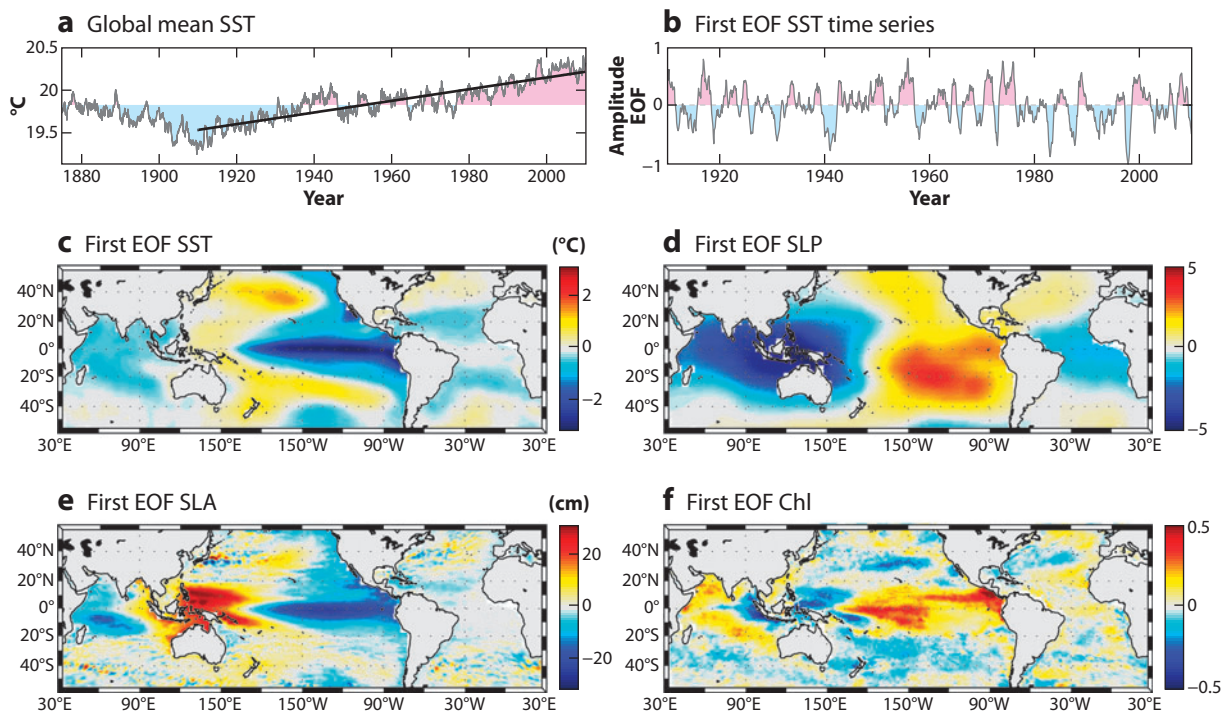 a Global mean SST
20.5
20
19.5
°C
1880 1900 1920 1940 1960 1980 2000
Year
b First EOF SST time series
1
0
−1
Amplitude
EOF
1920 1940 1960 1980 2000
Year
c First EOF SST (°C)
40°N
20°N
0°
20°S
40°S
30°E 90°E 150°E 150°W 90°W 30°W 30°E
2
0
−2
d First EOF SLP
40°N
20°N
0°
20°S
40°S
30°E 90°E 150°E 150°W 90°W 30°W 30°E
5
0
−5
e First EOF SLA (cm)
40°N
20°N
0°
20°S
40°S
30°E 90°E 150°E 150°W 90°W 30°W 30°E
20
0
−20
f First EOF Chl
40°N
20°N
0°
20°S
40°S
30°E 90°E 150°E 150°W 90°W 30°W 30°E
0.5
0
−0.5